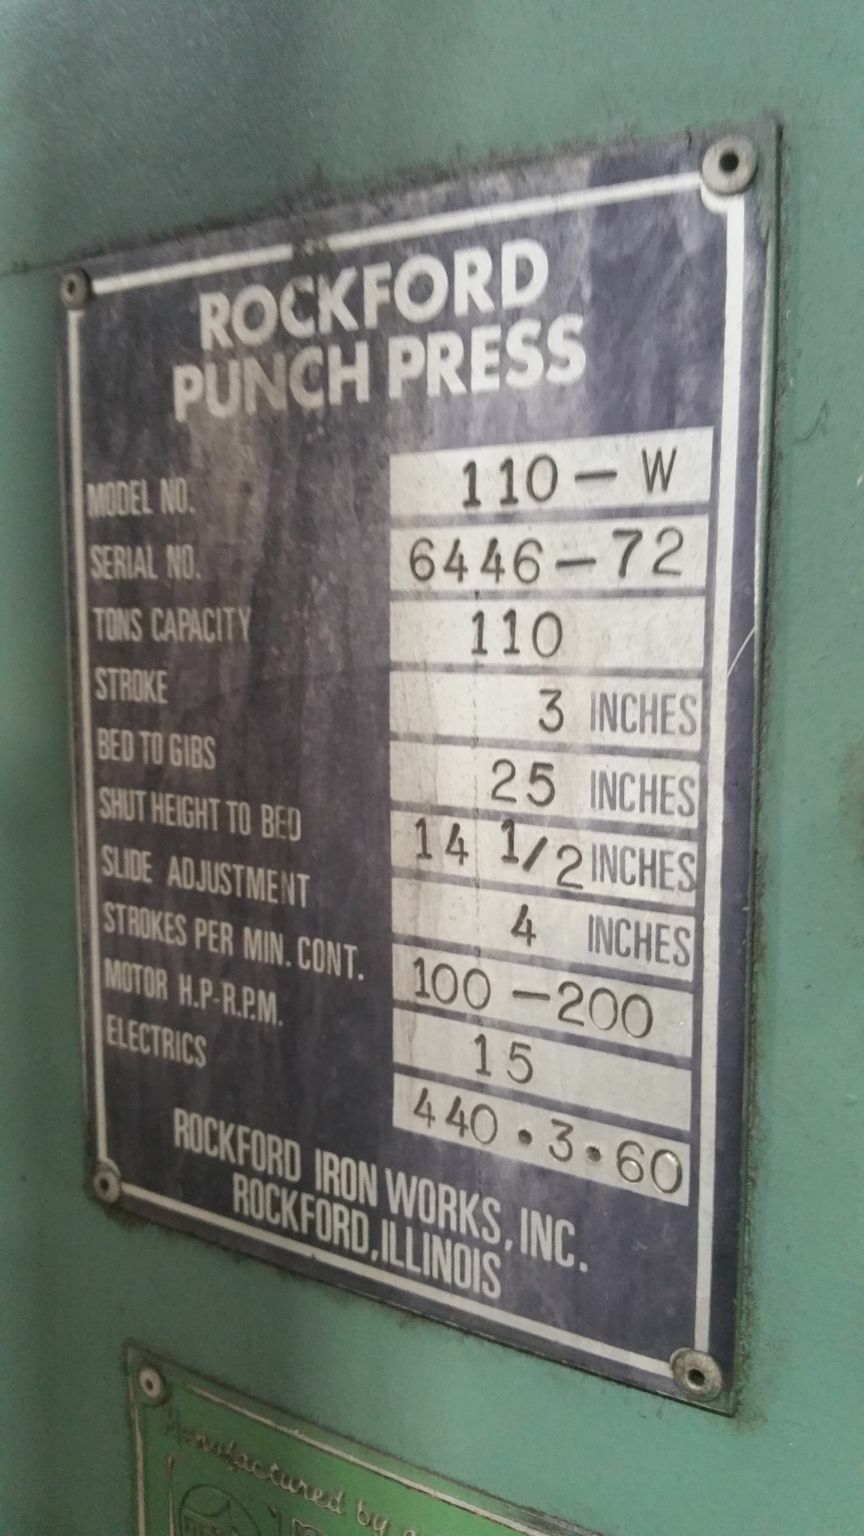 ROCKFORD
PUNCH PRESS
MODEL NO. 110-W
SERIAL NO. 6446-72
TONS CAPACITY 110
STROKE 3 INCHES
BED TO GIBS 25 INCHES
SHUT HEIGHT TO BED 14 1/2 INCHES
SLIDE ADJUSTMENT 4 INCHES
STROKES PER MIN. CONT. 100-200
MOTOR H.P-R.P.M. 15
ELECTRICS 440•3•60
ROCKFORD IRON WORKS, INC.
ROCKFORD, ILLINOIS
Manufactured by